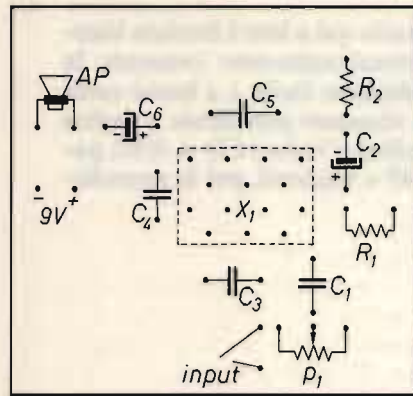 AP
C6
C5
R2
C2
- +
- +
9V
- +
C4
X1
R1
C3
C1
input
P1